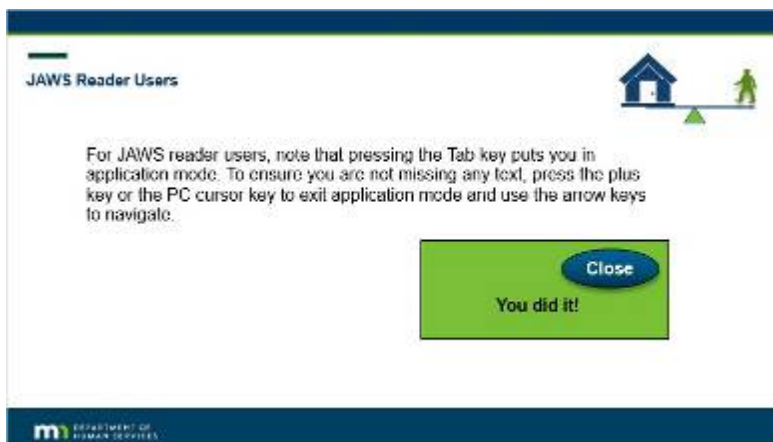 JAWS Reader Users
For JAWS reader users, note that pressing the Tab key puts you in
application mode. To ensure you are not missing any text, press the plus
key or the PC cursor key to exit application mode and use the arrow keys
to navigate.
Close
You did it!
mn DEPARTMENT OF
HUMAN SERVICES